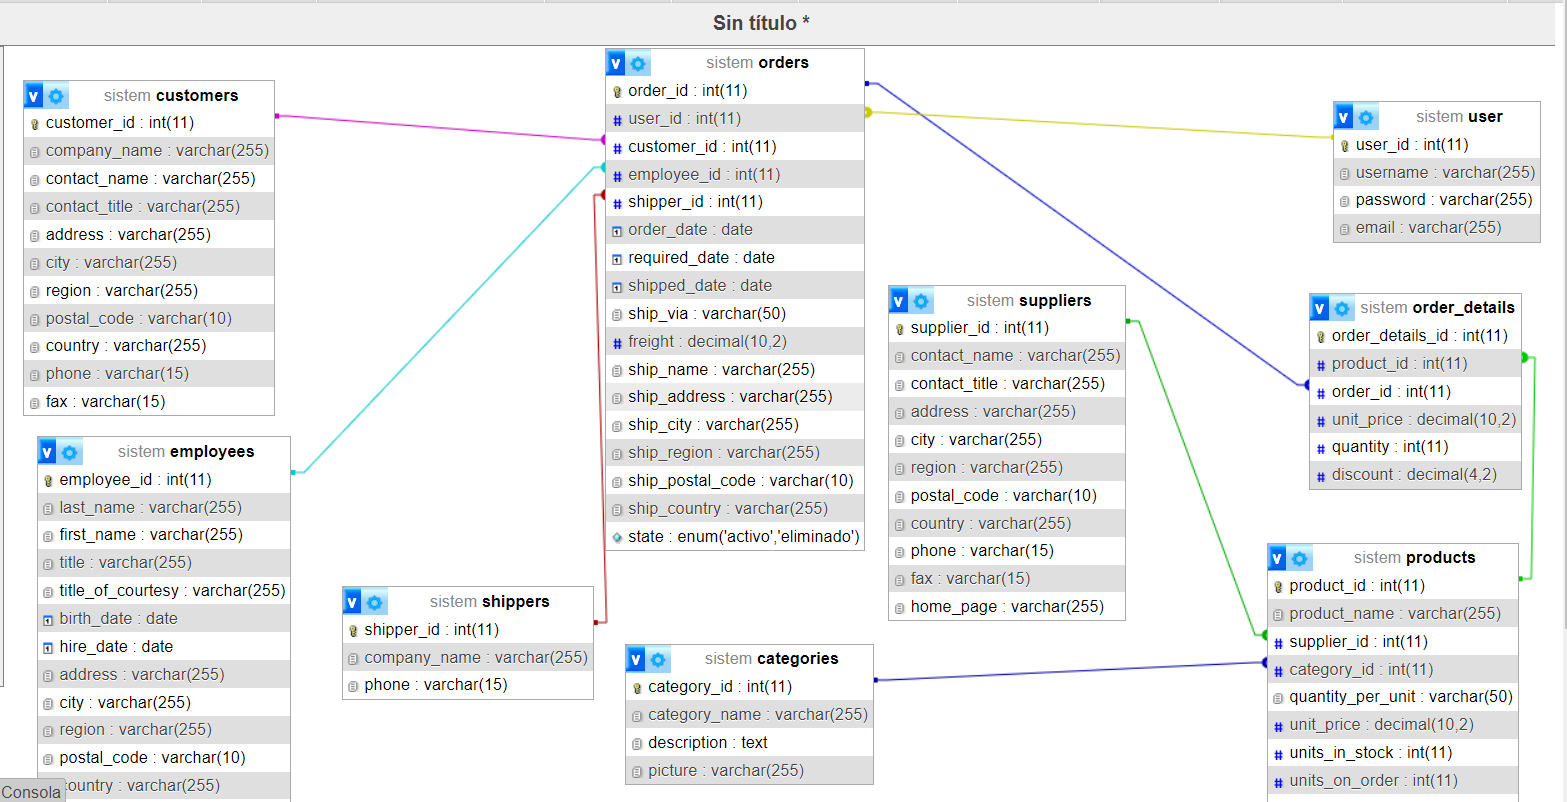 Sin título *
sistem customers
customer_id : int(11)
company_name : varchar(255)
contact_name : varchar(255)
contact_title : varchar(255)
address : varchar(255)
city : varchar(255)
region : varchar(255)
postal_code : varchar(10)
country : varchar(255)
phone : varchar(15)
fax : varchar(15)
sistem employees
employee_id : int(11)
last_name : varchar(255)
first_name : varchar(255)
title : varchar(255)
title_of_courtesy : varchar(255)
birth_date : date
hire_date : date
address : varchar(255)
city : varchar(255)
region : varchar(255)
postal_code : varchar(10)
country : varchar(255)
Consola
sistem shippers
shipper_id : int(11)
company_name : varchar(255)
phone : varchar(15)
sistem orders
order_id : int(11)
user_id : int(11)
customer_id : int(11)
employee_id : int(11)
shipper_id : int(11)
order_date : date
required_date : date
shipped_date : date
ship_via : varchar(50)
freight : decimal(10,2)
ship_name : varchar(255)
ship_address : varchar(255)
ship_city : varchar(255)
ship_region : varchar(255)
ship_postal_code : varchar(10)
ship_country : varchar(255)
state : enum('activo','eliminado')
sistem categories
category_id : int(11)
category_name : varchar(255)
description : text
picture : varchar(255)
sistem suppliers
supplier_id : int(11)
contact_name : varchar(255)
contact_title : varchar(255)
address : varchar(255)
city : varchar(255)
region : varchar(255)
postal_code : varchar(10)
country : varchar(255)
phone : varchar(15)
fax : varchar(15)
home_page : varchar(255)
sistem user
user_id : int(11)
username : varchar(255)
password : varchar(255)
email : varchar(255)
sistem order_details
order_details_id : int(11)
product_id : int(11)
order_id : int(11)
unit_price : decimal(10,2)
quantity : int(11)
discount : decimal(4,2)
sistem products
product_id : int(11)
product_name : varchar(255)
supplier_id : int(11)
category_id : int(11)
quantity_per_unit : varchar(50)
unit_price : decimal(10,2)
units_in_stock : int(11)
units_on_order : int(11)